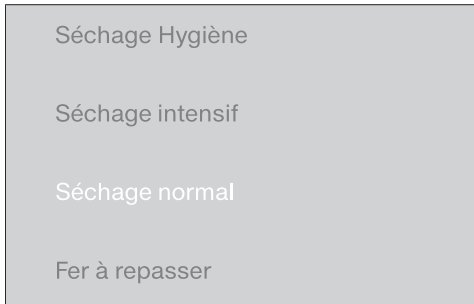 Séchage Hygiène
Séchage intensif
Séchage normal
Fer à repasser